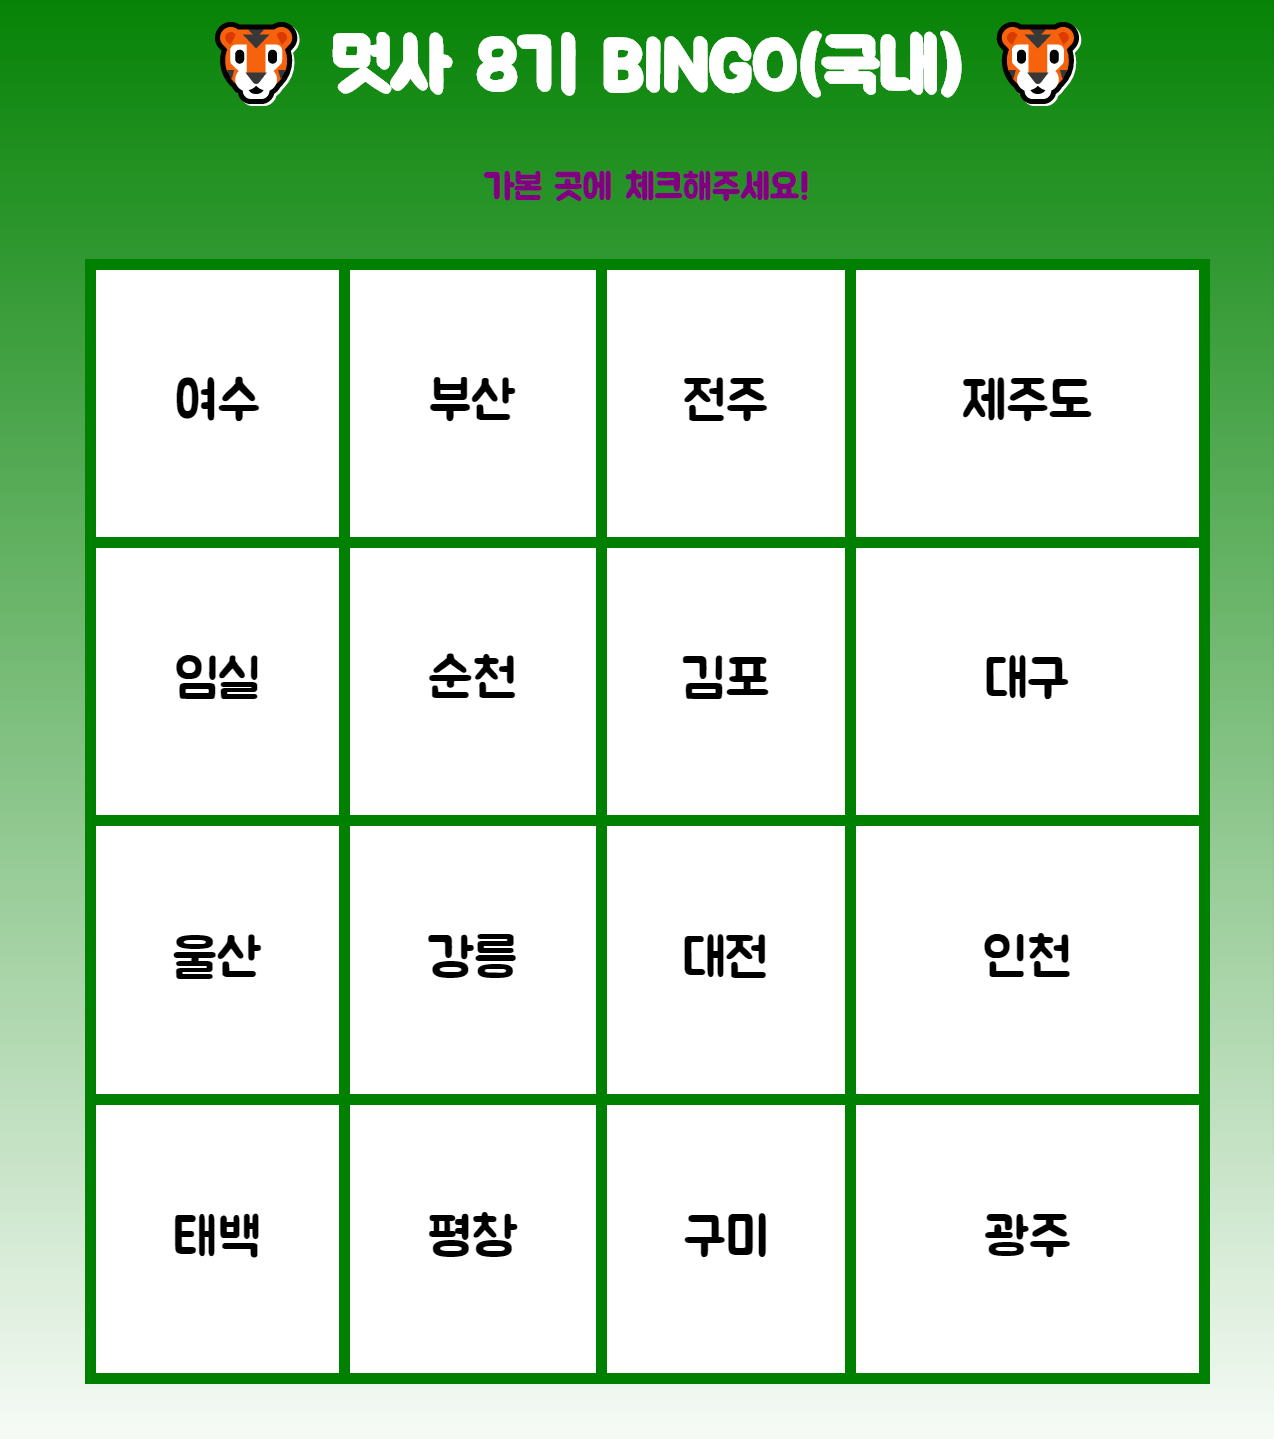 멋사 8기 BINGO(국내)
가본 곳에 체크해주세요!
여수 부산 전주 제주도
임실 순천 김포 대구
울산 강릉 대전 인천
태백 평창 구미 광주